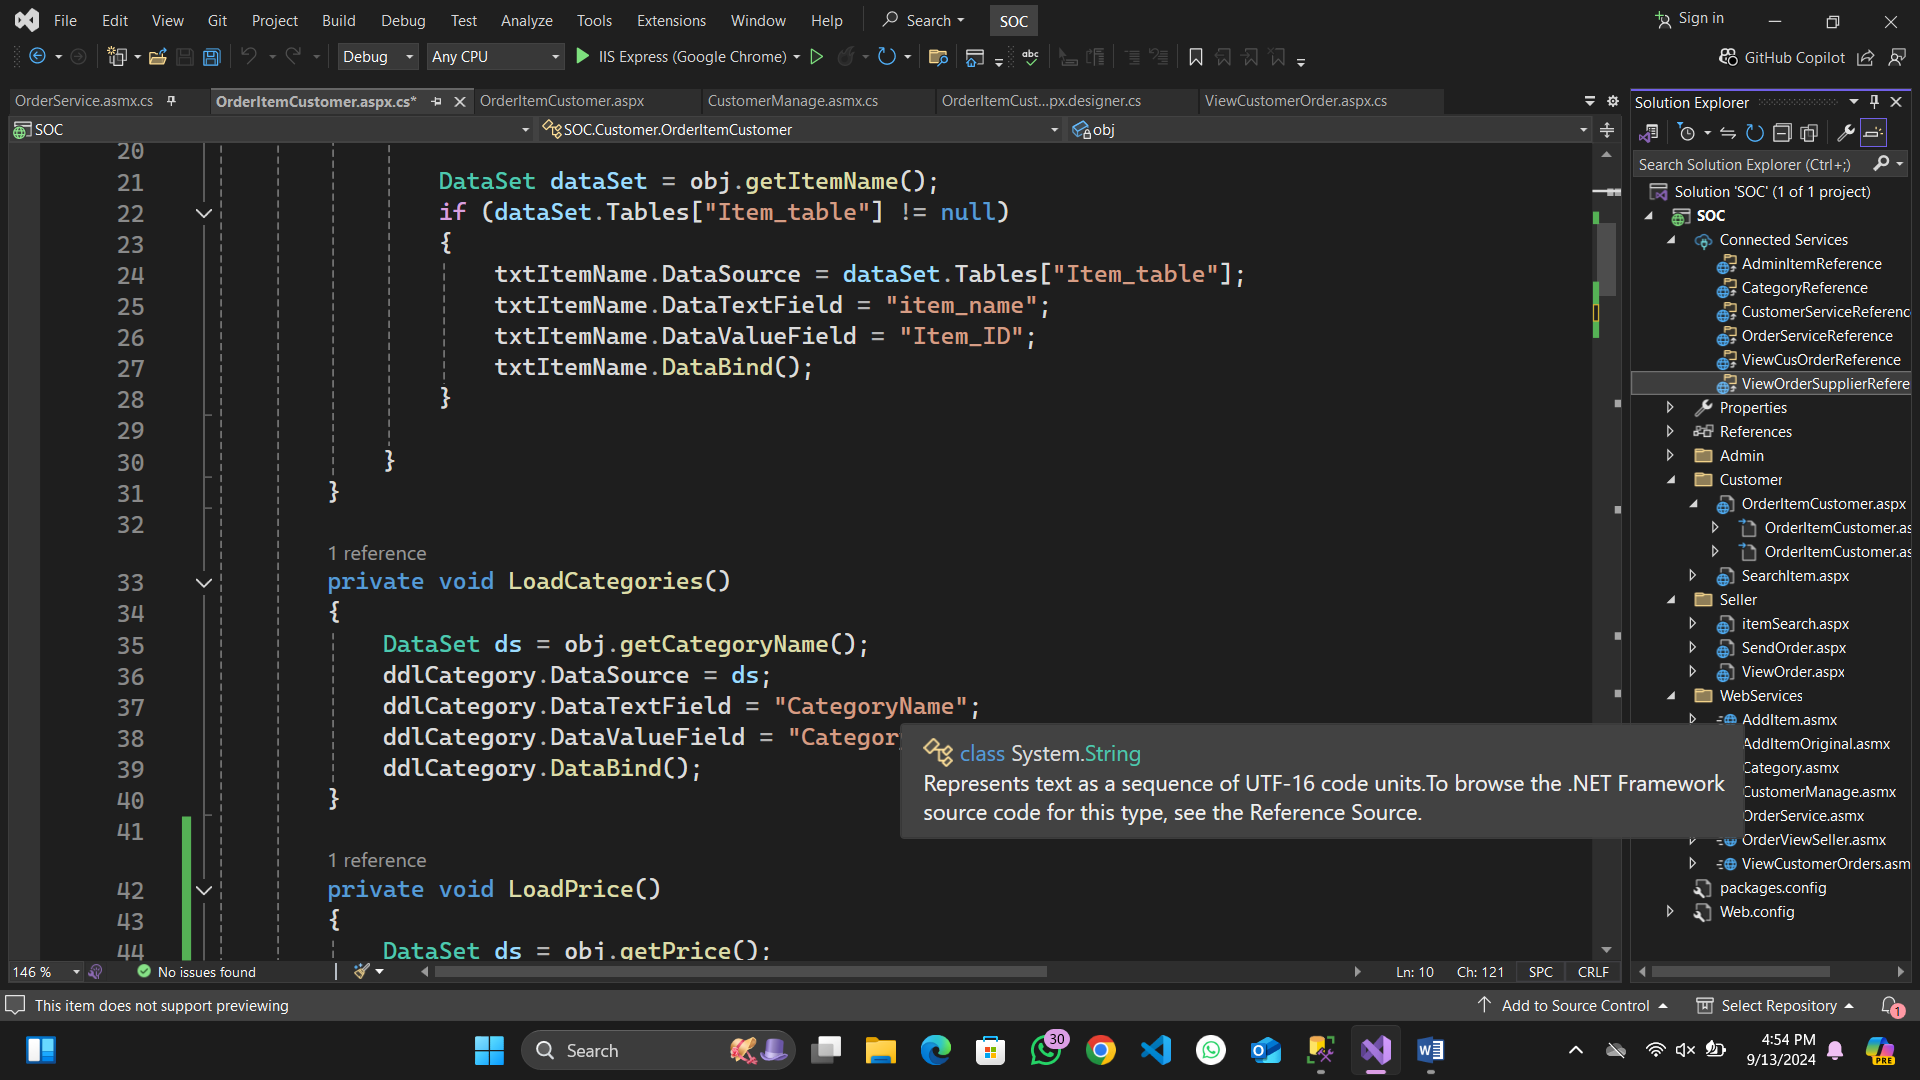 File Edit View Git Project Build Debug Test Analyze Tools Extensions Window Help Search SOC Sign in
Debug Any CPU IIS Express (Google Chrome) GitHub Copilot
OrderService.asmx.cs OrderItemCustomer.aspx.cs* OrderItemCustomer.aspx CustomerManage.asmx.cs OrderItemCust...px.designer.cs ViewCustomerOrder.aspx.cs
SOC SOC.Customer.OrderItemCustomer obj
20
21 DataSet dataSet = obj.getItemName();
22 if (dataSet.Tables["Item_table"] != null)
23 {
24 txtItemName.DataSource = dataSet.Tables["Item_table"];
25 txtItemName.DataTextField = "item_name";
26 txtItemName.DataValueField = "Item_ID";
27 txtItemName.DataBind();
28 }
29
30 }
31 }
32
1 reference
33 private void LoadCategories()
34 {
35 DataSet ds = obj.getCategoryName();
36 ddlCategory.DataSource = ds;
37 ddlCategory.DataTextField = "CategoryName";
38 ddlCategory.DataValueField = "Categor
39 ddlCategory.DataBind();
40 }
41
1 reference
42 private void LoadPrice()
43 {
44 DataSet ds = obj.getPrice();
class System.String
Represents text as a sequence of UTF-16 code units.To browse the .NET Framework
source code for this type, see the Reference Source.
146 % No issues found Ln: 10 Ch: 121 SPC CRLF
Solution Explorer
Search Solution Explorer (Ctrl+;)
Solution 'SOC' (1 of 1 project)
SOC
Connected Services
AdminItemReference
CategoryReference
CustomerServiceReferenc
OrderServiceReference
ViewCusOrderReference
ViewOrderSupplierRefere
Properties
References
Admin
Customer
OrderItemCustomer.aspx
OrderItemCustomer.as
OrderItemCustomer.as
SearchItem.aspx
Seller
itemSearch.aspx
SendOrder.aspx
ViewOrder.aspx
WebServices
AddItem.asmx
AddItemOriginal.asmx
Category.asmx
CustomerManage.asmx
OrderService.asmx
OrderViewSeller.asmx
ViewCustomerOrders.asm
packages.config
Web.config
This item does not support previewing Add to Source Control Select Repository 1
Search 30 4:54 PM
9/13/2024 PRE